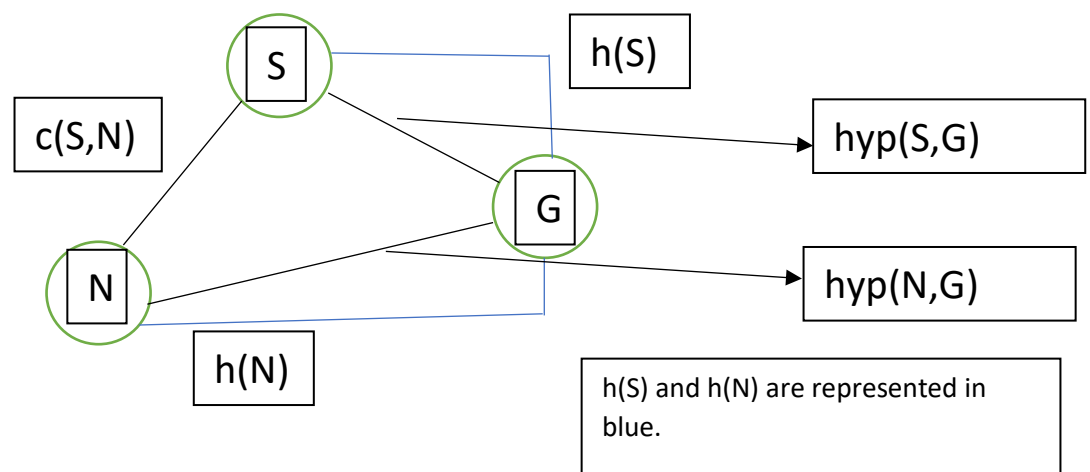 S
h(S)
c(S,N)
hyp(S,G)
G
N
hyp(N,G)
h(N)
h(S) and h(N) are represented in
blue.